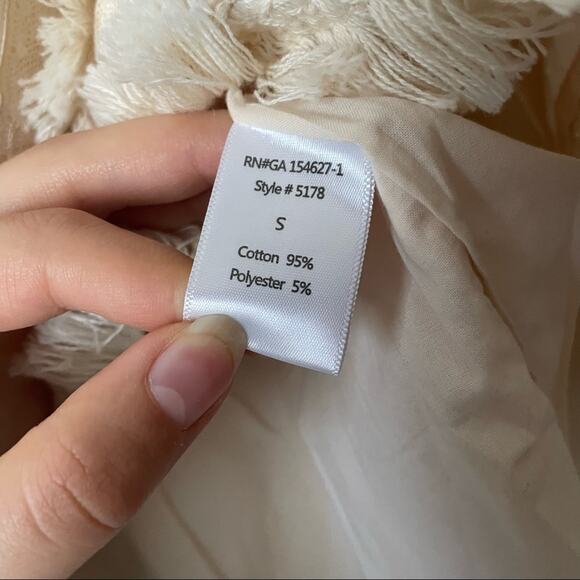 RN#GA 154627-1
Style # 5178
S
Cotton 95%
Polyester 5%